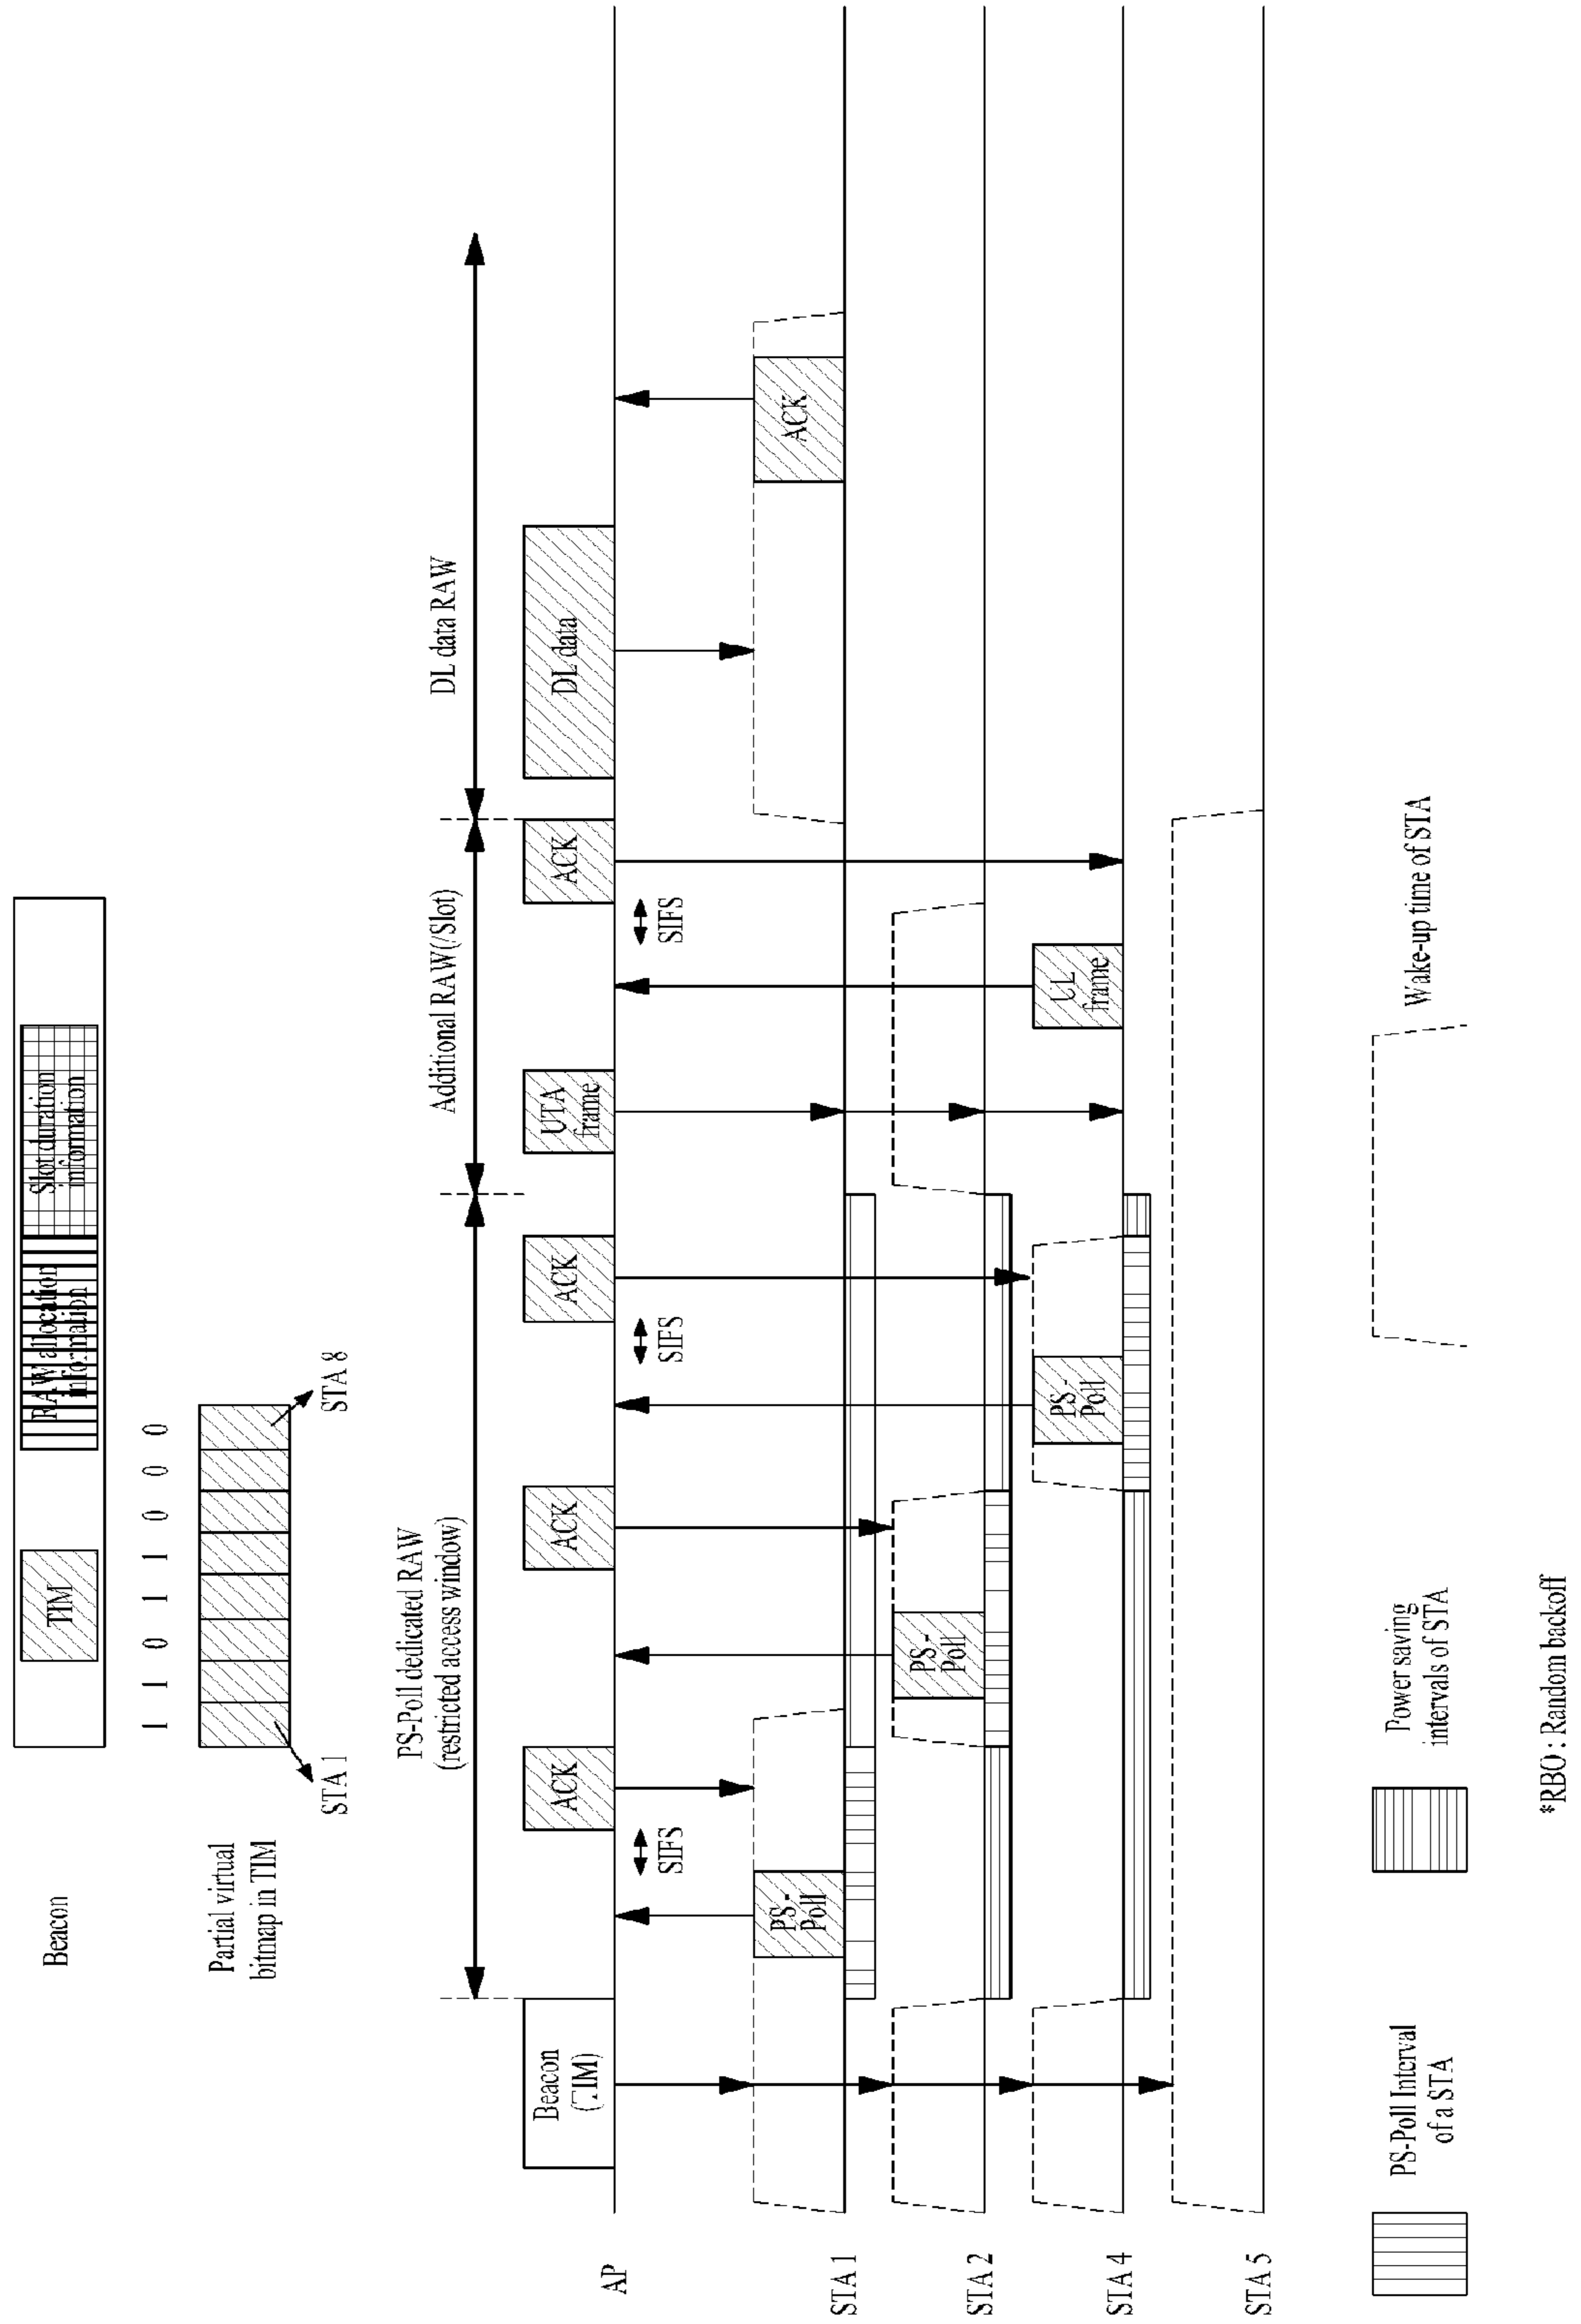 Beacon
TIM
RAW allocation
information
Slot duration
information
1 1 0 1 1 0 0 0
Partial virtual
bitmap in TIM
STA 1
STA 8
PS-Poll dedicated RAW
(restricted access window)
Additional RAW(/Slot)
DL data RAW
AP
Beacon
(TIM)
ACK
ACK
ACK
UTA
frame
ACK
DL data
SIFS
SIFS
SIFS
STA 1
PS-
Poll
ACK
STA 2
PS-
Poll
STA 4
PS-
Poll
UL
frame
STA 5
PS-Poll Interval
of a STA
Power saving
intervals of STA
Wake-up time of STA
*RBO : Random backoff